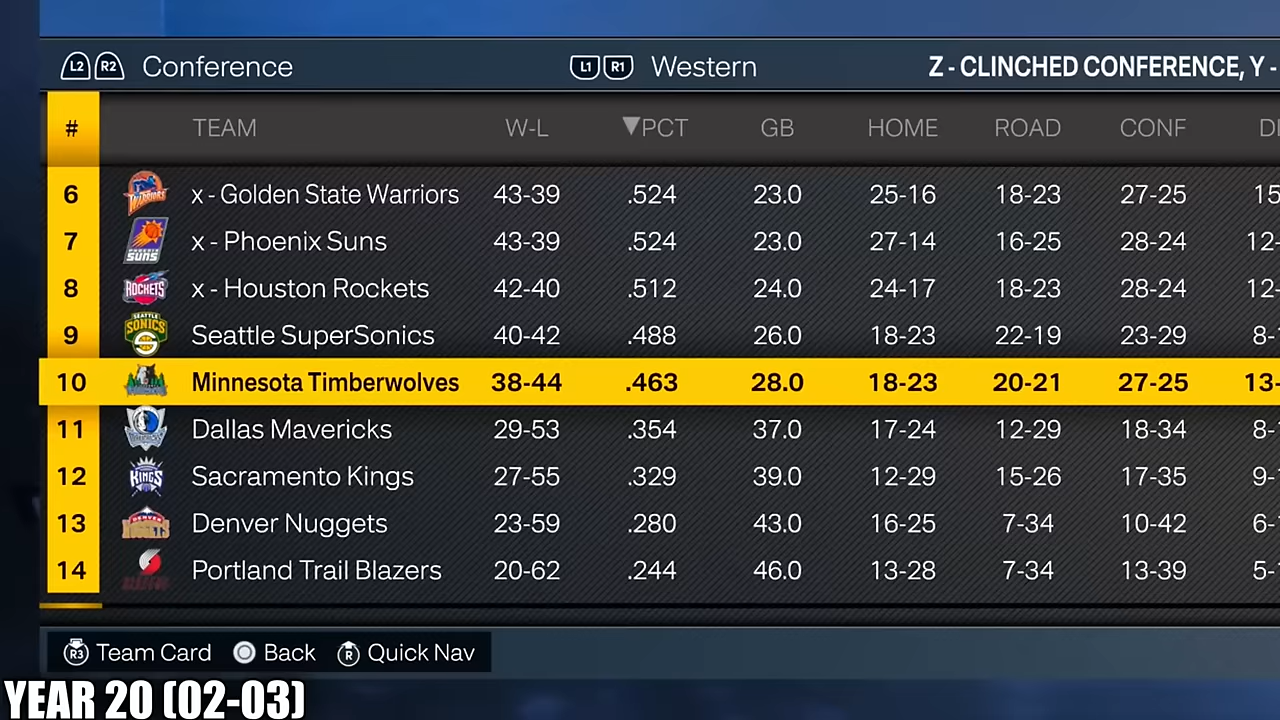 L2 R2 Conference L1 R1 Western Z - CLINCHED CONFERENCE, Y -
# TEAM W-L ▼PCT GB HOME ROAD CONF DI
6 WARRIORS x - Golden State Warriors 43-39 .524 23.0 25-16 18-23 27-25 15
7 SUNS x - Phoenix Suns 43-39 .524 23.0 27-14 16-25 28-24 12-
8 ROCKETS x - Houston Rockets 42-40 .512 24.0 24-17 18-23 28-24 12-
9 SEATTLE SONICS Seattle SuperSonics 40-42 .488 26.0 18-23 22-19 23-29 8-
10 Minnesota Timberwolves 38-44 .463 28.0 18-23 20-21 27-25 13-
11 Dallas Mavericks 29-53 .354 37.0 17-24 12-29 18-34 8-
12 KINGS Sacramento Kings 27-55 .329 39.0 12-29 15-26 17-35 9-
13 NUGGETS Denver Nuggets 23-59 .280 43.0 16-25 7-34 10-42 6-
14 Portland Trail Blazers 20-62 .244 46.0 13-28 7-34 13-39 5-
R3 Team Card Back R Quick Nav
YEAR 20 (02-03)